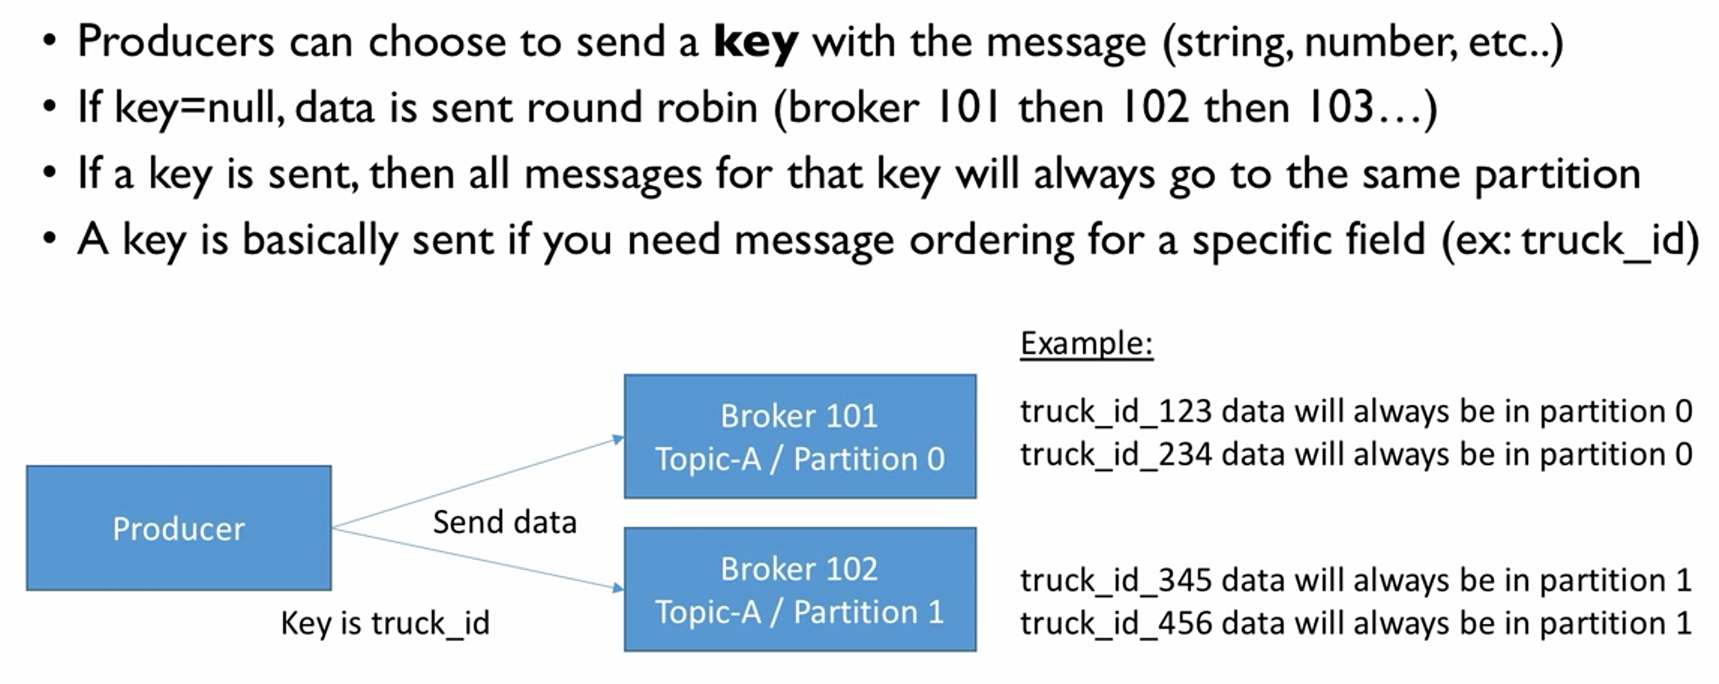 • Producers can choose to send a key with the message (string, number, etc..)
• If key=null, data is sent round robin (broker 101 then 102 then 103…)
• If a key is sent, then all messages for that key will always go to the same partition
• A key is basically sent if you need message ordering for a specific field (ex: truck_id)
Producer
Key is truck_id
Send data
Broker 101
Topic-A / Partition 0
Broker 102
Topic-A / Partition 1
Example:
truck_id_123 data will always be in partition 0
truck_id_234 data will always be in partition 0
truck_id_345 data will always be in partition 1
truck_id_456 data will always be in partition 1